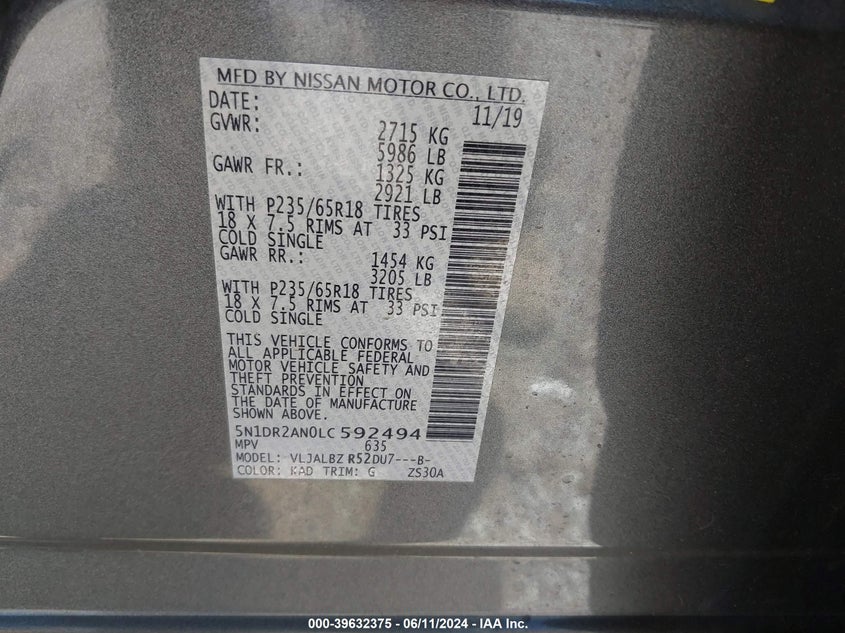 MFD BY NISSAN MOTOR CO., LTD.
DATE: 11/19
GVWR: 2715 KG
5986 LB
GAWR FR.: 1325 KG
2921 LB
WITH P235/65R18 TIRES
18 X 7.5 RIMS AT 33 PSI
COLD SINGLE
GAWR RR.: 1454 KG
3205 LB
WITH P235/65R18 TIRES
18 X 7.5 RIMS AT 33 PSI
COLD SINGLE
THIS VEHICLE CONFORMS TO
ALL APPLICABLE FEDERAL
MOTOR VEHICLE SAFETY AND
THEFT PREVENTION
STANDARDS IN EFFECT ON
THE DATE OF MANUFACTURE
SHOWN ABOVE.
5N1DR2AN0LC592494
MPV 635
MODEL: VLJALBZ R52DU7---B-
COLOR: KAD TRIM: G ZS30A
000-39632375 - 06/11/2024 - IAA Inc.